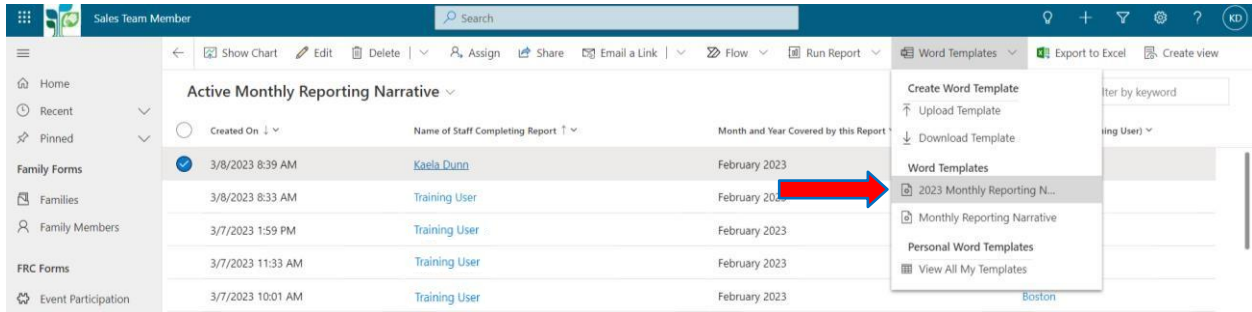 Sales Team Member Search KD
Show Chart Edit Delete Assign Share Email a Link Flow Run Report Word Templates Export to Excel Create view
Home
Recent
Pinned
Family Forms
Families
Family Members
FRC Forms
Event Participation
Active Monthly Reporting Narrative
Created On Name of Staff Completing Report Month and Year Covered by this Report
3/8/2023 8:39 AM Kaela Dunn February 2023
3/8/2023 8:33 AM Training User February
3/7/2023 1:59 PM Training User February 2023
3/7/2023 11:33 AM Training User February 2023
3/7/2023 10:01 AM Training User February 2023 Boston
Create Word Template
Upload Template
Download Template
Word Templates
2023 Monthly Reporting N...
Monthly Reporting Narrative
Personal Word Templates
View All My Templates
by keyword
User)